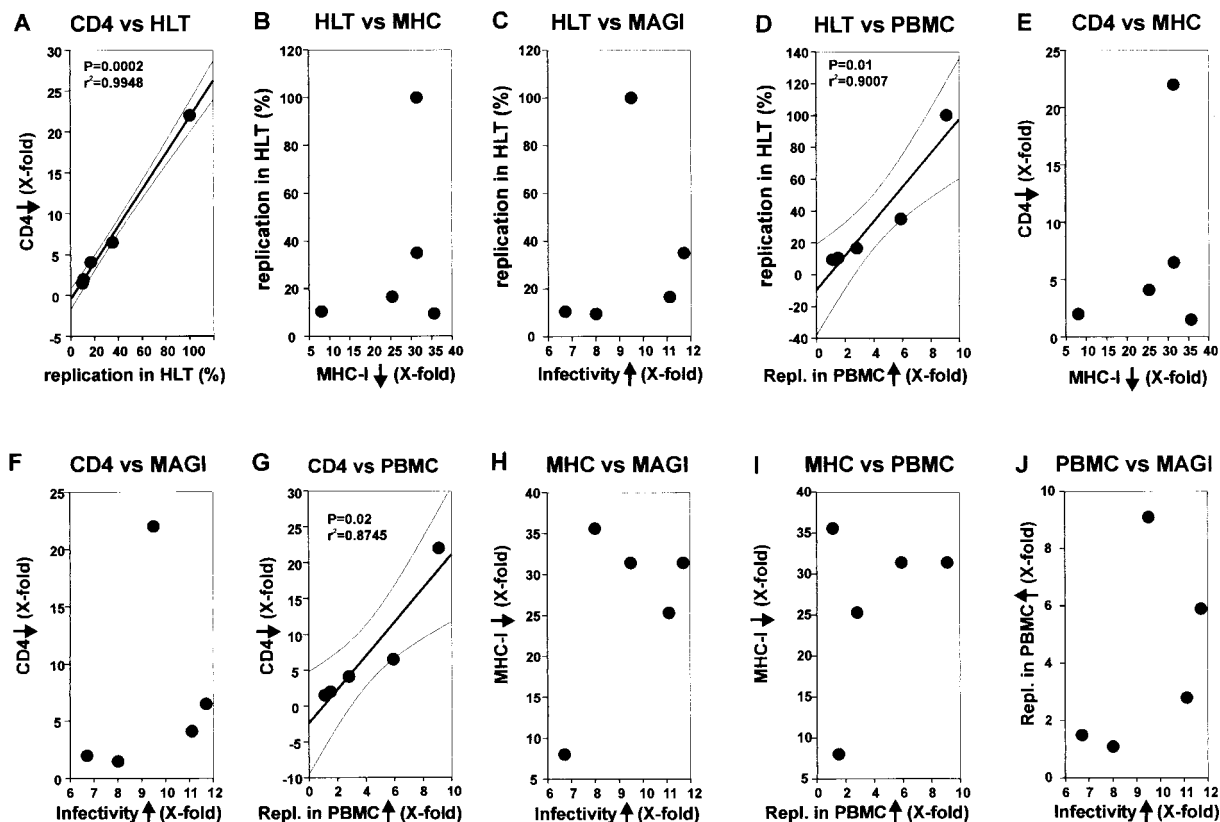 A CD4 vs HLT
P=0.0002
r²=0.9948
CD4↓ (X-fold)
30
25
20
15
10
5
0
-5
0 20 40 60 80 100
replication in HLT (%)
B HLT vs MHC
replication in HLT (%)
120
100
80
60
40
20
0
5 10 15 20 25 30 35 40
MHC-I ↓ (X-fold)
C HLT vs MAGI
replication in HLT (%)
120
100
80
60
40
20
0
6 7 8 9 10 11 12
Infectivity ↑ (X-fold)
D HLT vs PBMC
P=0.01
r²=0.9007
replication in HLT (%)
140
120
100
80
60
40
20
0
-20
-40
0 2 4 6 8 10
Repl. in PBMC ↑ (X-fold)
E CD4 vs MHC
CD4↓ (X-fold)
25
20
15
10
5
0
5 10 15 20 25 30 35 40
MHC-I ↓ (X-fold)
F CD4 vs MAGI
CD4↓ (X-fold)
25
20
15
10
5
0
6 7 8 9 10 11 12
Infectivity ↑ (X-fold)
G CD4 vs PBMC
P=0.02
r²=0.8745
CD4↓ (X-fold)
30
25
20
15
10
5
0
-5
-10
0 2 4 6 8 10
Repl. in PBMC ↑ (X-fold)
H MHC vs MAGI
MHC-I ↓ (X-fold)
40
35
30
25
20
15
10
5
6 7 8 9 10 11 12
Infectivity ↑ (X-fold)
I MHC vs PBMC
MHC-I ↓ (X-fold)
40
35
30
25
20
15
10
5
0 2 4 6 8 10
Repl. in PBMC ↑ (X-fold)
J PBMC vs MAGI
Repl. in PBMC ↑ (X-fold)
10
8
6
4
2
0
6 7 8 9 10 11 12
Infectivity ↑ (X-fold)